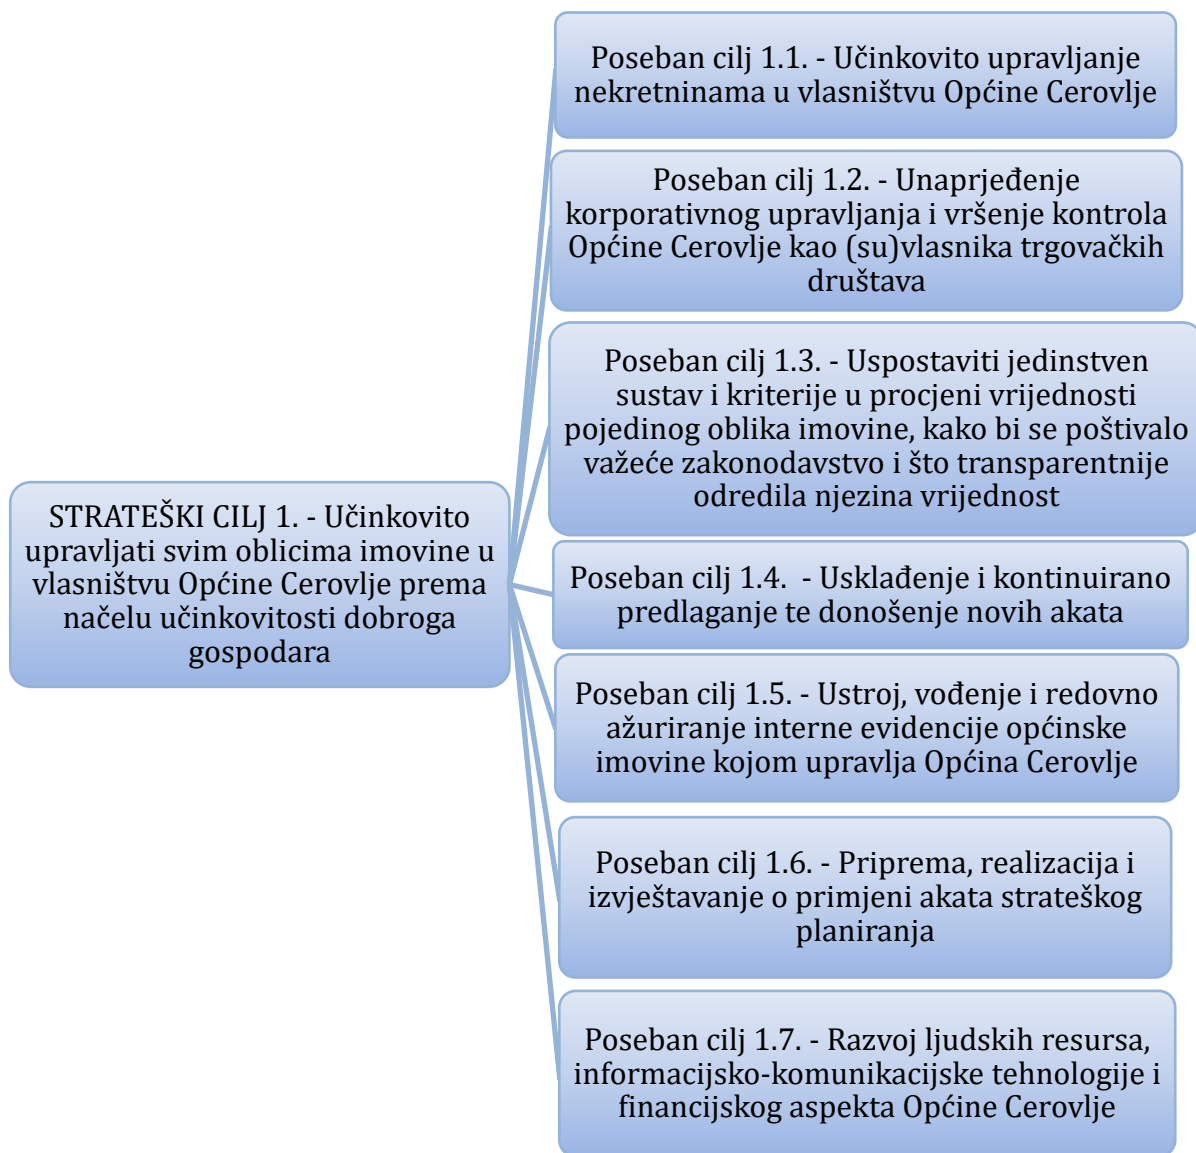 Poseban cilj 1.1. - Učinkovito upravljanje
nekretninama u vlasništvu Općine Cerovlje
Poseban cilj 1.2. - Unaprjeđenje
korporativnog upravljanja i vršenje kontrola
Općine Cerovlje kao (su)vlasnika trgovačkih
društava
Poseban cilj 1.3. - Uspostaviti jedinstven
sustav i kriterije u procjeni vrijednosti
pojedinog oblika imovine, kako bi se poštivalo
važeće zakonodavstvo i što transparentnije
odredila njezina vrijednost
STRATEŠKI CILJ 1. - Učinkovito
upravljati svim oblicima imovine u
vlasništvu Općine Cerovlje prema
načelu učinkovitosti dobroga
gospodara
Poseban cilj 1.4.  - Usklađenje i kontinuirano
predlaganje te donošenje novih akata
Poseban cilj 1.5. - Ustroj, vođenje i redovno
ažuriranje interne evidencije općinske
imovine kojom upravlja Općina Cerovlje
Poseban cilj 1.6. - Priprema, realizacija i
izvještavanje o primjeni akata strateškog
planiranja
Poseban cilj 1.7. - Razvoj ljudskih resursa,
informacijsko-komunikacijske tehnologije i
financijskog aspekta Općine Cerovlje